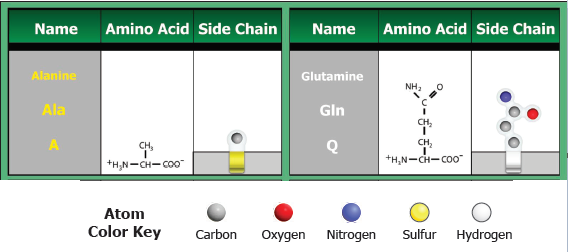 Name Amino Acid Side Chain Name Amino Acid Side Chain
Alanine
Ala
A
CH₃
⁺H₃N—CH—COO⁻
Glutamine
Gln
Q
NH₂ O
C
CH₂
CH₂
⁺H₃N—CH—COO⁻
Atom
Color Key
Carbon Oxygen Nitrogen Sulfur Hydrogen